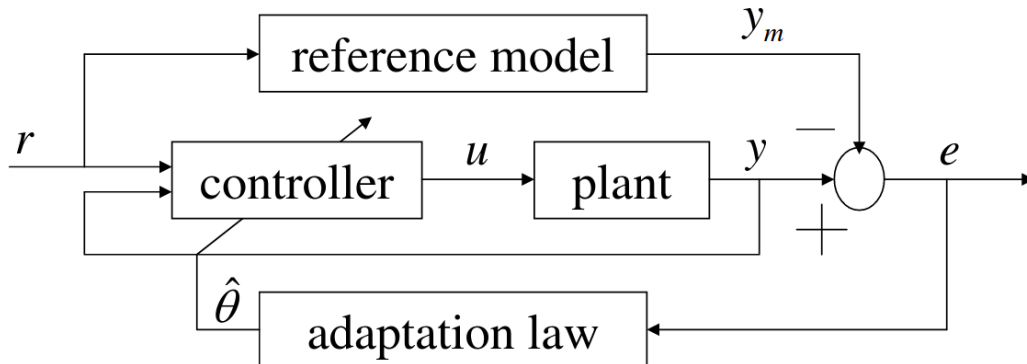 y_m
reference model
r
u
y
−
e
controller
plant
+
θ̂
adaptation law